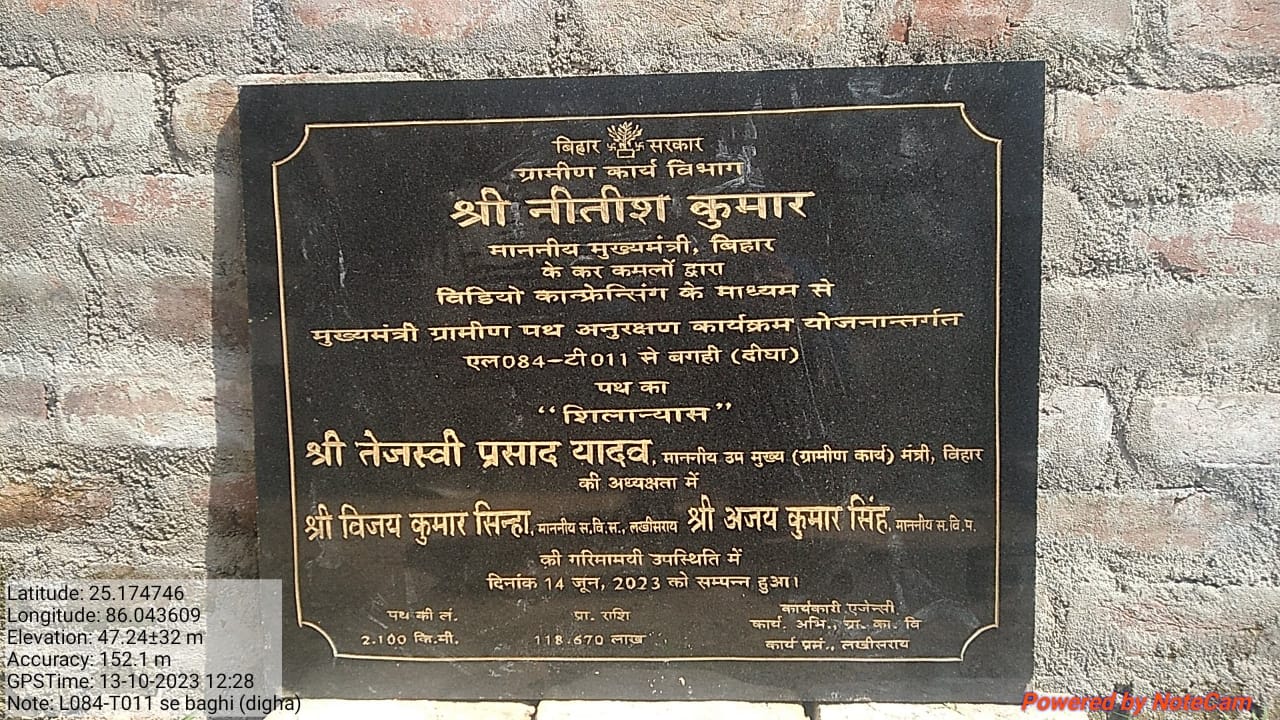 बिहार सरकार
ग्रामीण कार्य विभाग
श्री नीतीश कुमार
माननीय मुख्यमंत्री, बिहार
के कर कमलों द्वारा
विडियो कान्फ्रेन्सिंग के माध्यम से
मुख्यमंत्री ग्रामीण पथ अनुरक्षण कार्यक्रम योजनान्तर्गत
एल084-टी011 से बगही (दीघा)
पथ का
“शिलान्यास”
श्री तेजस्वी प्रसाद यादव, माननीय उप मुख्य (ग्रामीण कार्य) मंत्री, बिहार
की अध्यक्षता में
श्री विजय कुमार सिन्हा, माननीय स.वि.स., लखीसराय श्री अजय कुमार सिंह, माननीय स.वि.प.
की गरिमामयी उपस्थिति में
दिनांक 14 जून, 2023 को सम्पन्न हुआ।
पथ की लं. प्रा. राशि कार्यकारी एजेन्सी
कार्य. अभि., ग्रा. का. वि
2.100 कि.मी. 118.670 लाख कार्य प्रमं., लखीसराय
Latitude: 25.174746
Longitude: 86.043609
Elevation: 47.24±32 m
Accuracy: 152.1 m
GPSTime: 13-10-2023 12:28
Note: L084-T011 se baghi (digha)
Powered by NoteCam